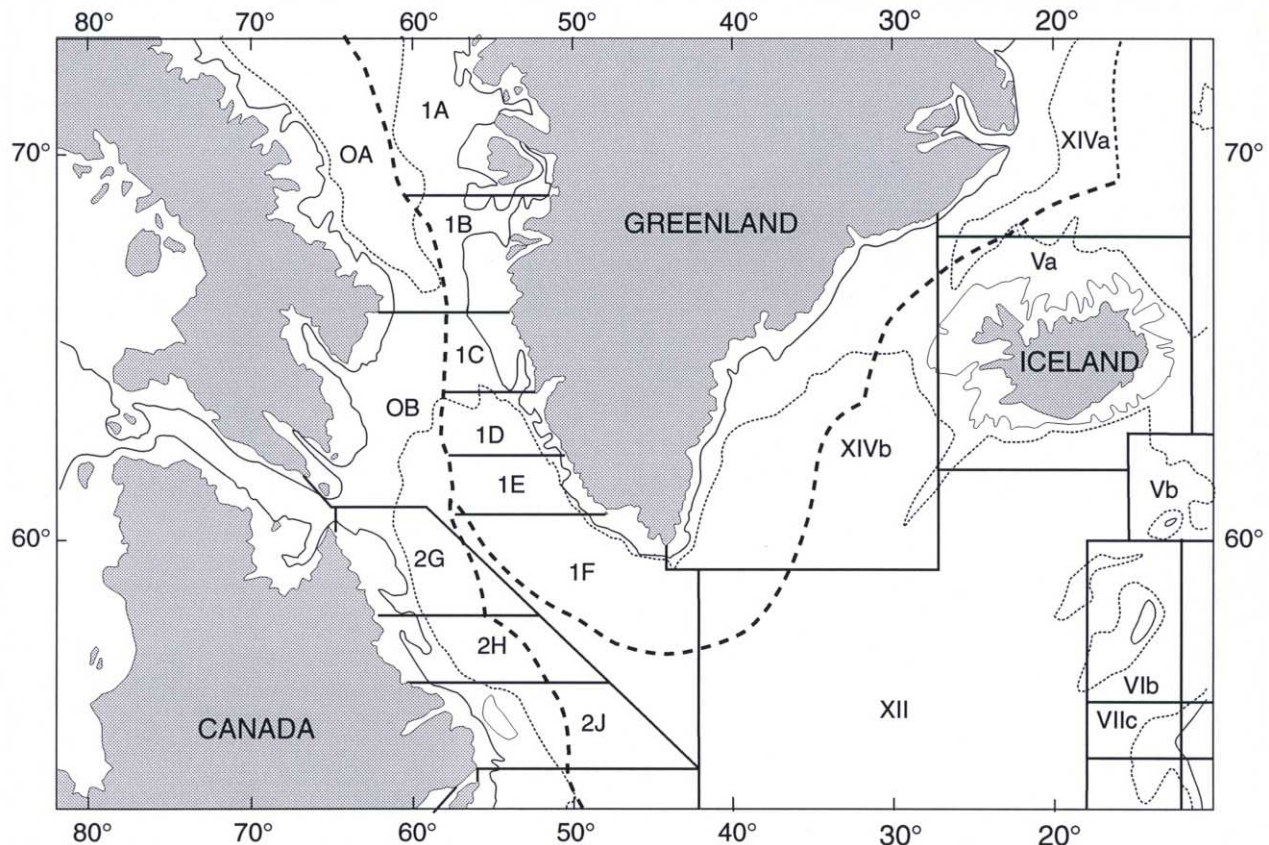 80° 70° 60° 50° 40° 30° 20°
1A
70° OA XIVa 70°
1B GREENLAND
Va
1C ICELAND
OB
1D XIVb
1E Vb
60° 2G 1F 60°
2H
VIb
CANADA 2J XII VIIc
80° 70° 60° 50° 40° 30° 20°